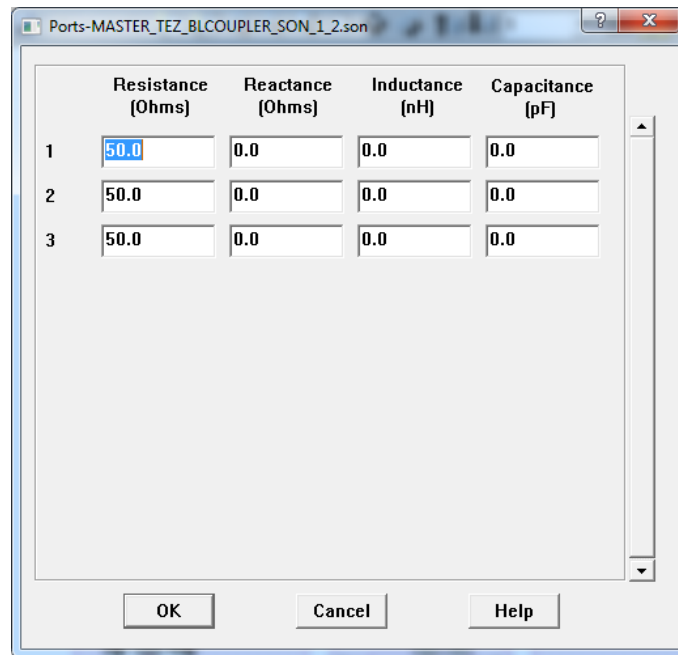 Ports-MASTER_TEZ_BLCOUPLER_SON_1_2.son
Resistance Reactance Inductance Capacitance
(Ohms) (Ohms) (nH) (pF)
1 50.0 0.0 0.0 0.0
2 50.0 0.0 0.0 0.0
3 50.0 0.0 0.0 0.0
OK Cancel Help